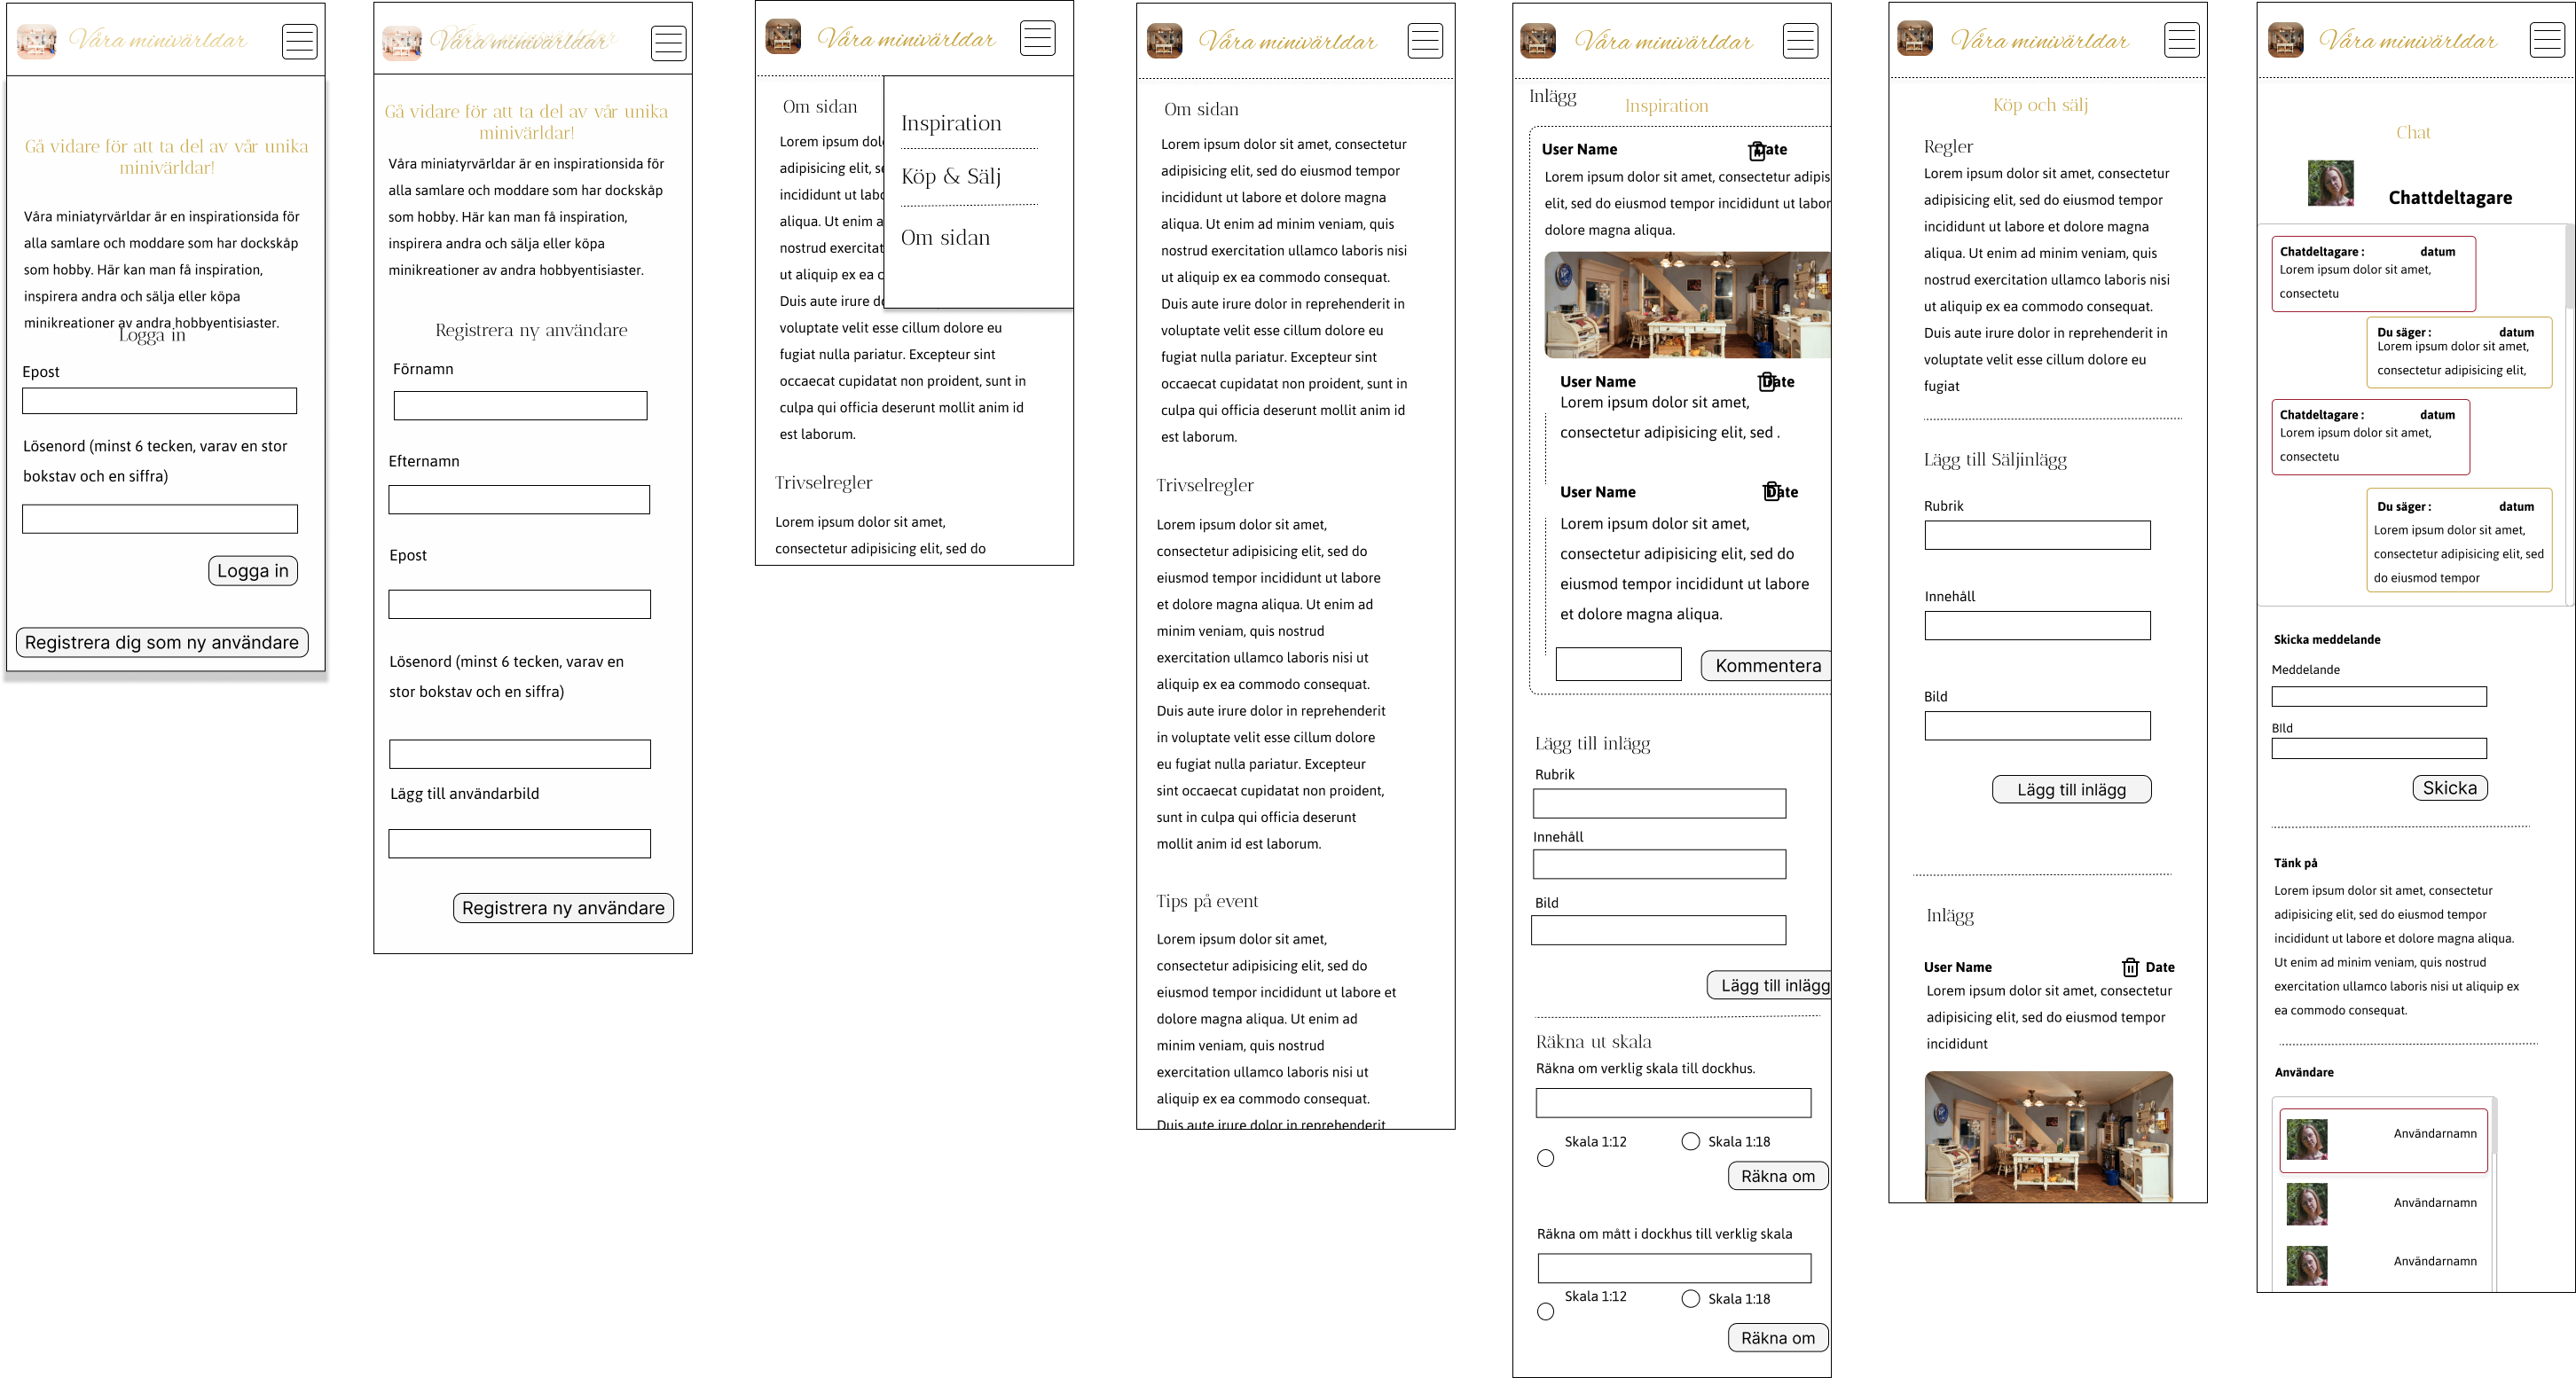 Våra minivärldar
Gå vidare för att ta del av vår unika
minivärldar!
Våra miniatyrvärldar är en inspirationsida för
alla samlare och moddare som har dockskåp
som hobby. Här kan man få inspiration,
inspirera andra och sälja eller köpa
minikreationer av andra hobbyentisiaster.
Logga in
Epost
Lösenord (minst 6 tecken, varav en stor
bokstav och en siffra)
Logga in
Registrera dig som ny användare
Våra minivärldar
Gå vidare för att ta del av vår unika
minivärldar!
Våra miniatyrvärldar är en inspirationsida för
alla samlare och moddare som har dockskåp
som hobby. Här kan man få inspiration,
inspirera andra och sälja eller köpa
minikreationer av andra hobbyentisiaster.
Registrera ny användare
Förnamn
Efternamn
Epost
Lösenord (minst 6 tecken, varav en
stor bokstav och en siffra)
Lägg till användarbild
Registrera ny användare
Våra minivärldar
Om sidan
Lorem ipsum dol
adipisicing elit, se
incididunt ut labo
aliqua. Ut enim a
nostrud exercitat
ut aliquip ex ea c
Duis aute irure do
voluptate velit esse cillum dolore eu
fugiat nulla pariatur. Excepteur sint
occaecat cupidatat non proident, sunt in
culpa qui officia deserunt mollit anim id
est laborum.
Inspiration
Köp & Sälj
Om sidan
Trivselregler
Lorem ipsum dolor sit amet,
consectetur adipisicing elit, sed do
Våra minivärldar
Om sidan
Lorem ipsum dolor sit amet, consectetur
adipisicing elit, sed do eiusmod tempor
incididunt ut labore et dolore magna
aliqua. Ut enim ad minim veniam, quis
nostrud exercitation ullamco laboris nisi
ut aliquip ex ea commodo consequat.
Duis aute irure dolor in reprehenderit in
voluptate velit esse cillum dolore eu
fugiat nulla pariatur. Excepteur sint
occaecat cupidatat non proident, sunt in
culpa qui officia deserunt mollit anim id
est laborum.
Trivselregler
Lorem ipsum dolor sit amet,
consectetur adipisicing elit, sed do
eiusmod tempor incididunt ut labore
et dolore magna aliqua. Ut enim ad
minim veniam, quis nostrud
exercitation ullamco laboris nisi ut
aliquip ex ea commodo consequat.
Duis aute irure dolor in reprehenderit
in voluptate velit esse cillum dolore
eu fugiat nulla pariatur. Excepteur
sint occaecat cupidatat non proident,
sunt in culpa qui officia deserunt
mollit anim id est laborum.
Tips på event
Lorem ipsum dolor sit amet,
consectetur adipisicing elit, sed do
eiusmod tempor incididunt ut labore et
dolore magna aliqua. Ut enim ad
minim veniam, quis nostrud
exercitation ullamco laboris nisi ut
aliquip ex ea commodo consequat.
Duis aute irure dolor in reprehenderit
Våra minivärldar
Inlägg
Inspiration
User Name Date
Lorem ipsum dolor sit amet, consectetur adipis
elit, sed do eiusmod tempor incididunt ut labor
dolore magna aliqua.
User Name Date
Lorem ipsum dolor sit amet,
consectetur adipisicing elit, sed .
User Name Date
Lorem ipsum dolor sit amet,
consectetur adipisicing elit, sed do
eiusmod tempor incididunt ut labore
et dolore magna aliqua.
Kommentera
Lägg till inlägg
Rubrik
Innehåll
Bild
Lägg till inlägg
Räkna ut skala
Räkna om verklig skala till dockhus.
Skala 1:12 Skala 1:18
Räkna om
Räkna om mått i dockhus till verklig skala
Skala 1:12 Skala 1:18
Räkna om
Våra minivärldar
Köp och sälj
Regler
Lorem ipsum dolor sit amet, consectetur
adipisicing elit, sed do eiusmod tempor
incididunt ut labore et dolore magna
aliqua. Ut enim ad minim veniam, quis
nostrud exercitation ullamco laboris nisi
ut aliquip ex ea commodo consequat.
Duis aute irure dolor in reprehenderit in
voluptate velit esse cillum dolore eu
fugiat
Lägg till Säljinlägg
Rubrik
Innehåll
Bild
Lägg till inlägg
Inlägg
User Name Date
Lorem ipsum dolor sit amet, consectetur
adipisicing elit, sed do eiusmod tempor
incididunt
Våra minivärldar
Chat
Chattdeltagare
Chatdeltagare : datum
Lorem ipsum dolor sit amet,
consectetu
Du säger : datum
Lorem ipsum dolor sit amet,
consectetur adipisicing elit,
Chatdeltagare : datum
Lorem ipsum dolor sit amet,
consectetu
Du säger : datum
Lorem ipsum dolor sit amet,
consectetur adipisicing elit, sed
do eiusmod tempor
Skicka meddelande
Meddelande
BIld
Skicka
Tänk på
Lorem ipsum dolor sit amet, consectetur
adipisicing elit, sed do eiusmod tempor
incididunt ut labore et dolore magna aliqua.
Ut enim ad minim veniam, quis nostrud
exercitation ullamco laboris nisi ut aliquip ex
ea commodo consequat.
Användare
Användarnamn
Användarnamn
Användarnamn